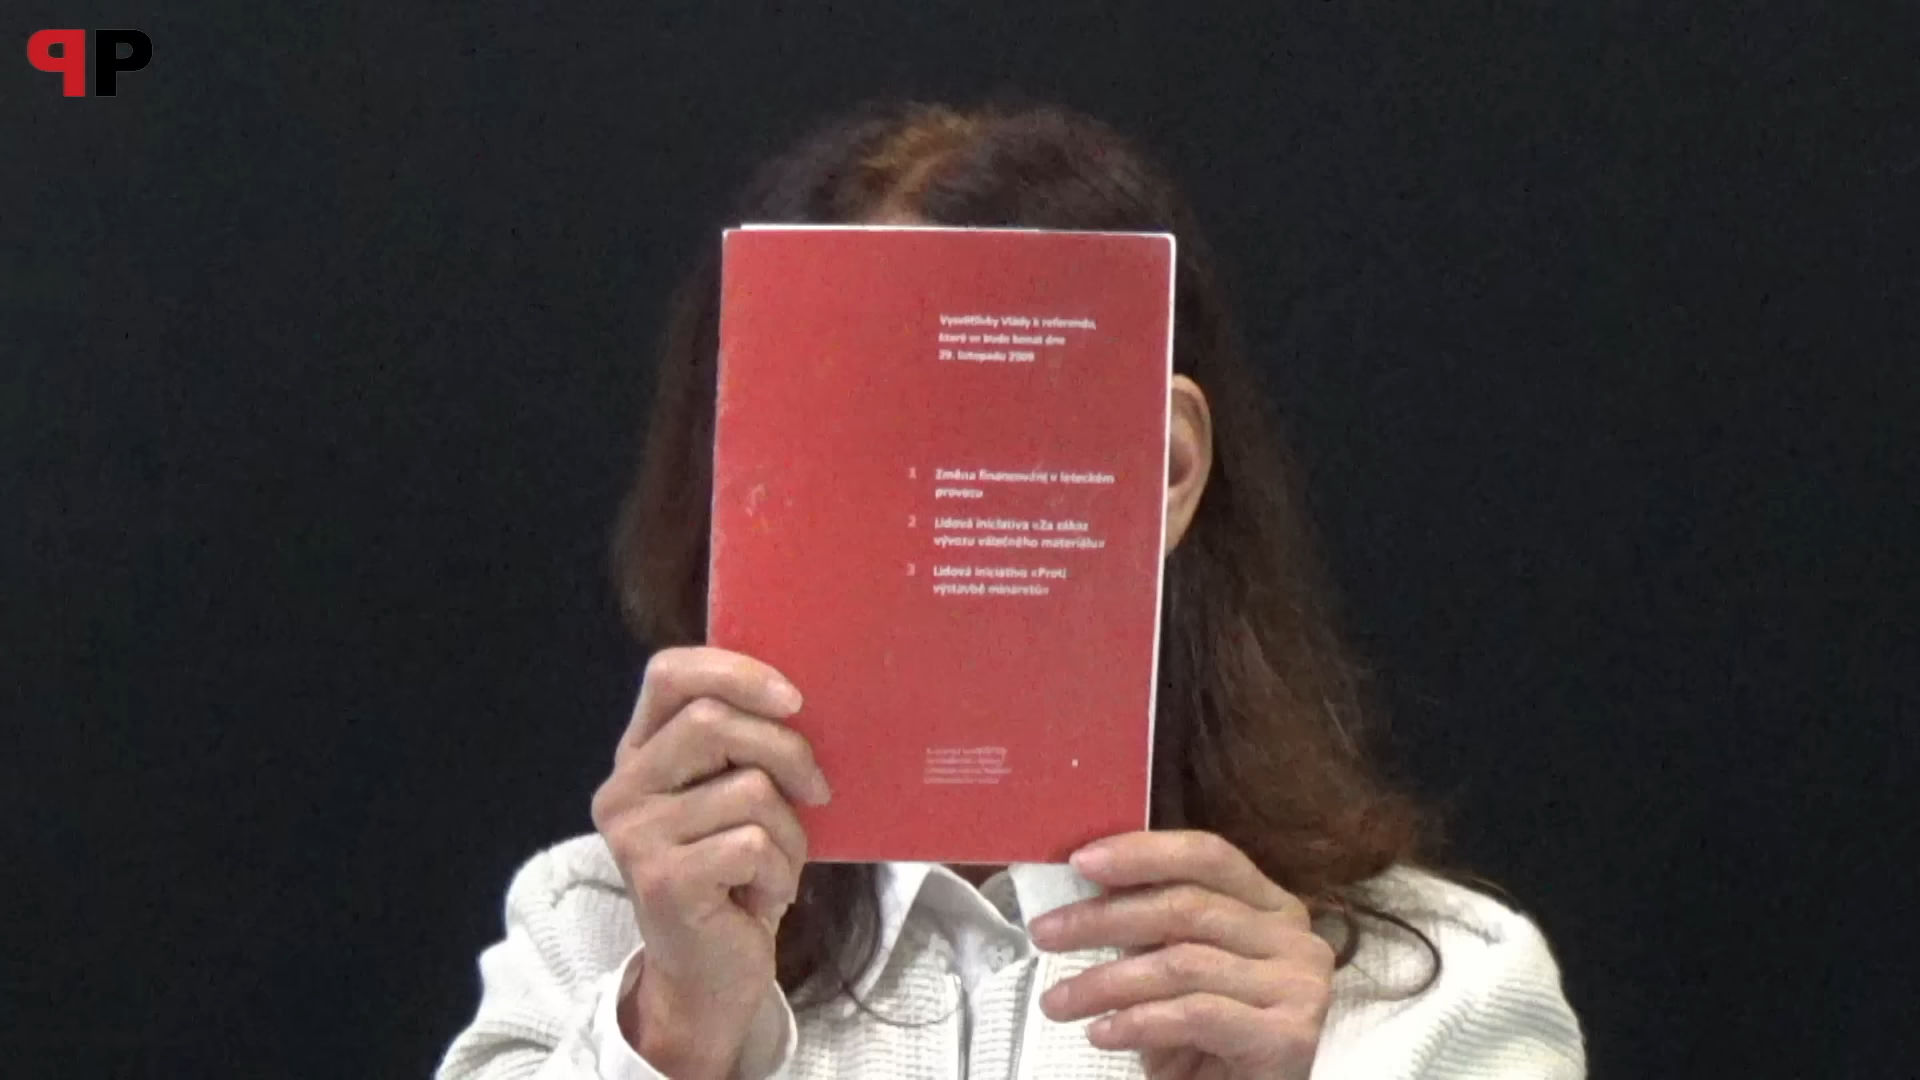 qP
Vysvětlivky Vlády k referendu,
které se bude konat dne
29. listopadu 2009
1 Změna financování v leteckém
provozu
2 Lidová iniciativa «Za zákaz
vývozu válečného materiálu»
3 Lidová iniciativa «Proti
výstavbě minaretů»